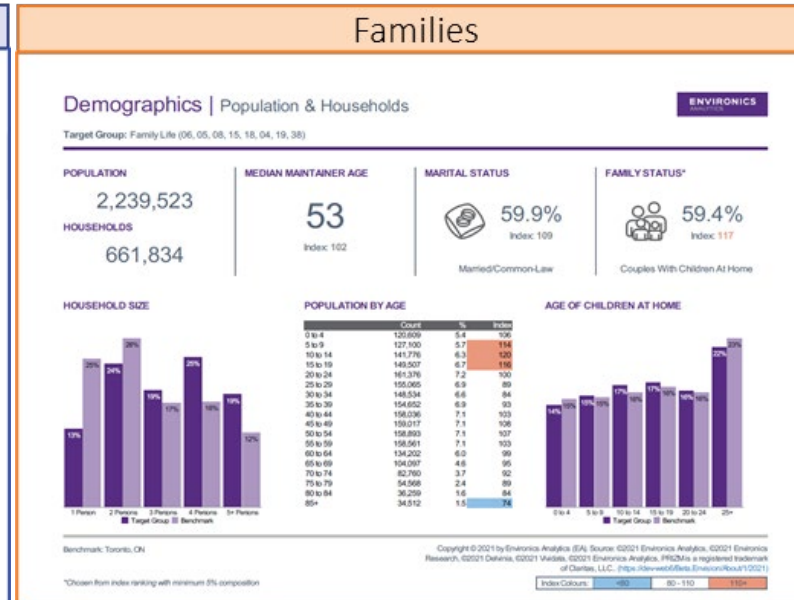 Families
Demographics | Population & Households
ENVIRONICS
ANALYTICS
Target Group: Family Life (06, 05, 08, 15, 18, 04, 19, 38)
POPULATION
2,239,523
HOUSEHOLDS
661,834
MEDIAN MAINTAINER AGE
53
Index: 102
MARITAL STATUS
59.9%
Index: 109
Married/Common-Law
FAMILY STATUS*
59.4%
Index: 117
Couples With Children At Home
HOUSEHOLD SIZE
13% 25% 24% 28% 19% 17% 25% 18% 19% 12%
1 Person 2 Persons 3 Persons 4 Persons 5+ Persons
Target Group Benchmark
POPULATION BY AGE
Count % Index
0 to 4 120,609 5.4 106
5 to 9 127,100 5.7 114
10 to 14 141,776 6.3 120
15 to 19 149,507 6.7 116
20 to 24 161,376 7.2 100
25 to 29 155,065 6.9 89
30 to 34 148,534 6.6 84
35 to 39 154,652 6.9 93
40 to 44 158,036 7.1 103
45 to 49 159,017 7.1 108
50 to 54 158,893 7.1 107
55 to 59 158,561 7.1 103
60 to 64 134,202 6.0 99
65 to 69 104,097 4.6 95
70 to 74 82,760 3.7 92
75 to 79 54,568 2.4 89
80 to 84 36,259 1.6 84
85+ 34,512 1.5 74
AGE OF CHILDREN AT HOME
14% 15% 15% 15% 17% 16% 17% 16% 16% 16% 22% 23%
0 to 4 5 to 9 10 to 14 15 to 19 20 to 24 25+
Target Group Benchmark
Benchmark: Toronto, ON
Copyright © 2021 by Environics Analytics (EA). Source: ©2021 Environics Analytics, ©2021 Environics
Research, ©2021 Delvinia, ©2021 Vividata, ©2021 Environics Analytics. PRIZM is a registered trademark
of Claritas, LLC. (https://dev-web6/Beta.Envision/About/1/2021)
*Chosen from index ranking with minimum 5% composition
Index Colours: <80 80 - 110 110+